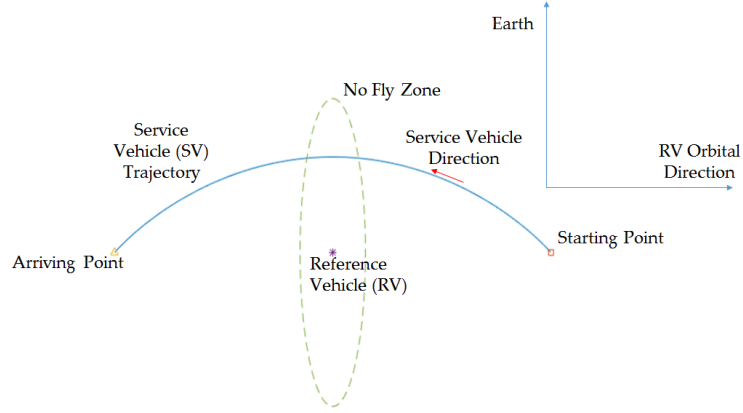 Earth
No Fly Zone
Service
Vehicle (SV)
Trajectory
Service Vehicle
Direction
RV Orbital
Direction
Arriving Point
Reference
Vehicle (RV)
Starting Point